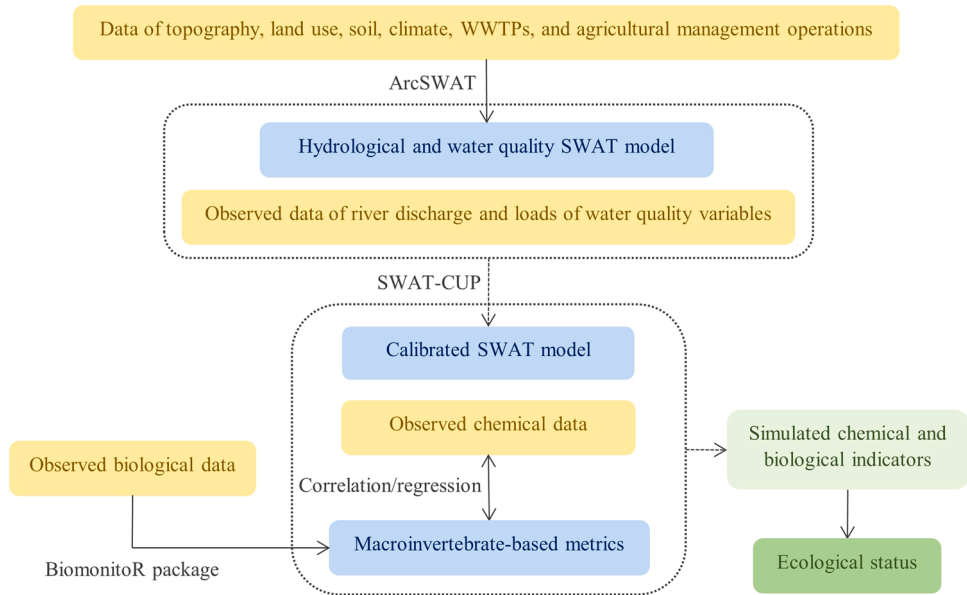 Data of topography, land use, soil, climate, WWTPs, and agricultural management operations
ArcSWAT
Hydrological and water quality SWAT model
Observed data of river discharge and loads of water quality variables
SWAT-CUP
Calibrated SWAT model
Observed chemical data
Simulated chemical and
biological indicators
Observed biological data
Correlation/regression
Macroinvertebrate-based metrics
BiomonitoR package
Ecological status